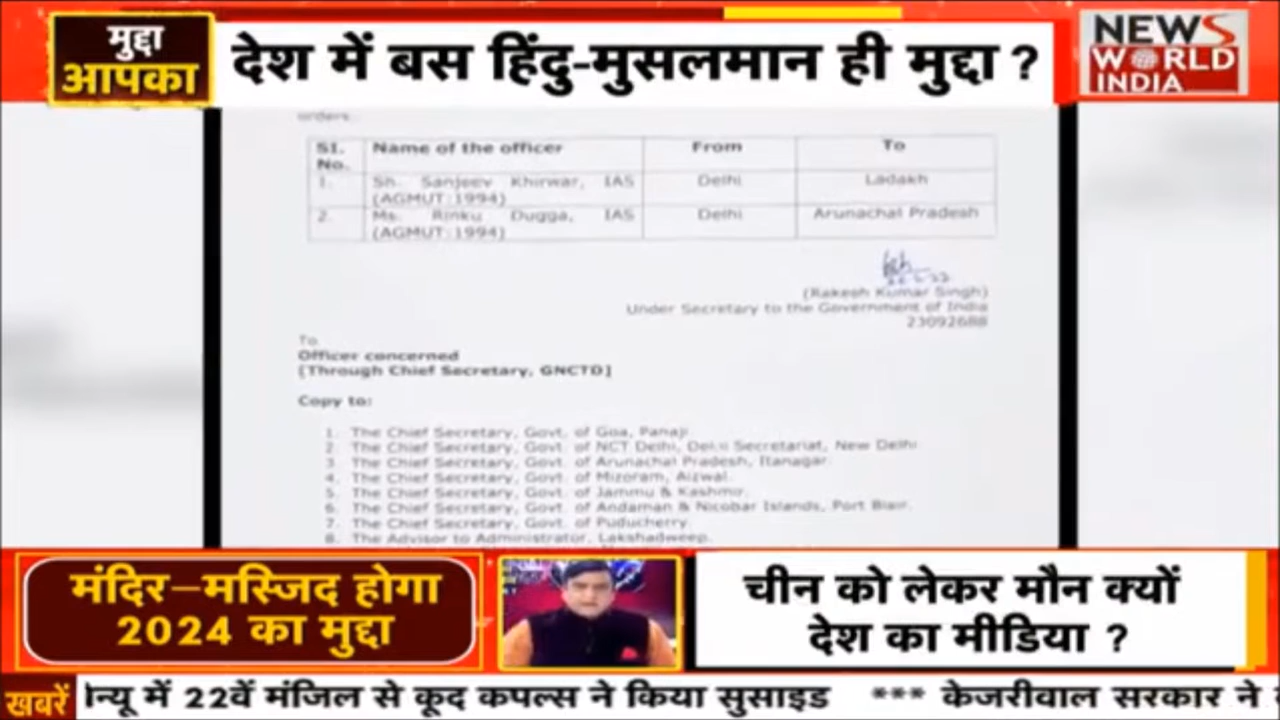 मुद्दा
आपका
देश में बस हिंदु-मुसलमान ही मुद्दा ?
NEWS
WORLD
INDIA
orders:
Sl. No. Name of the officer From To
1. Sh. Sanjeev Khirwar, IAS (AGMUT:1994) Delhi Ladakh
2. Ms. Rinku Dugga, IAS (AGMUT:1994) Delhi Arunachal Pradesh
(Rakesh Kumar Singh)
Under Secretary to the Government of India
23092688
To
Officer concerned
[Through Chief Secretary, GNCTD]
Copy to:
1. The Chief Secretary, Govt. of Goa, Panaji
2. The Chief Secretary, Govt. of NCT Delhi, Delhi Secretariat, New Delhi
3. The Chief Secretary, Govt. of Arunachal Pradesh, Itanagar.
4. The Chief Secretary, Govt. of Mizoram, Aizwal.
5. The Chief Secretary, Govt. of Jammu & Kashmir.
6. The Chief Secretary, Govt. of Andaman & Nicobar Islands, Port Blair.
7. The Chief Secretary, Govt. of Puducherry.
8. The Advisor to Administrator, Lakshadweep.
मंदिर–मस्जिद होगा
2024 का मुद्दा
चीन को लेकर मौन क्यों
देश का मीडिया ?
खबरें
न्यू में 22वें मंजिल से कूद कपल्स ने किया सुसाइड *** केजरीवाल सरकार ने